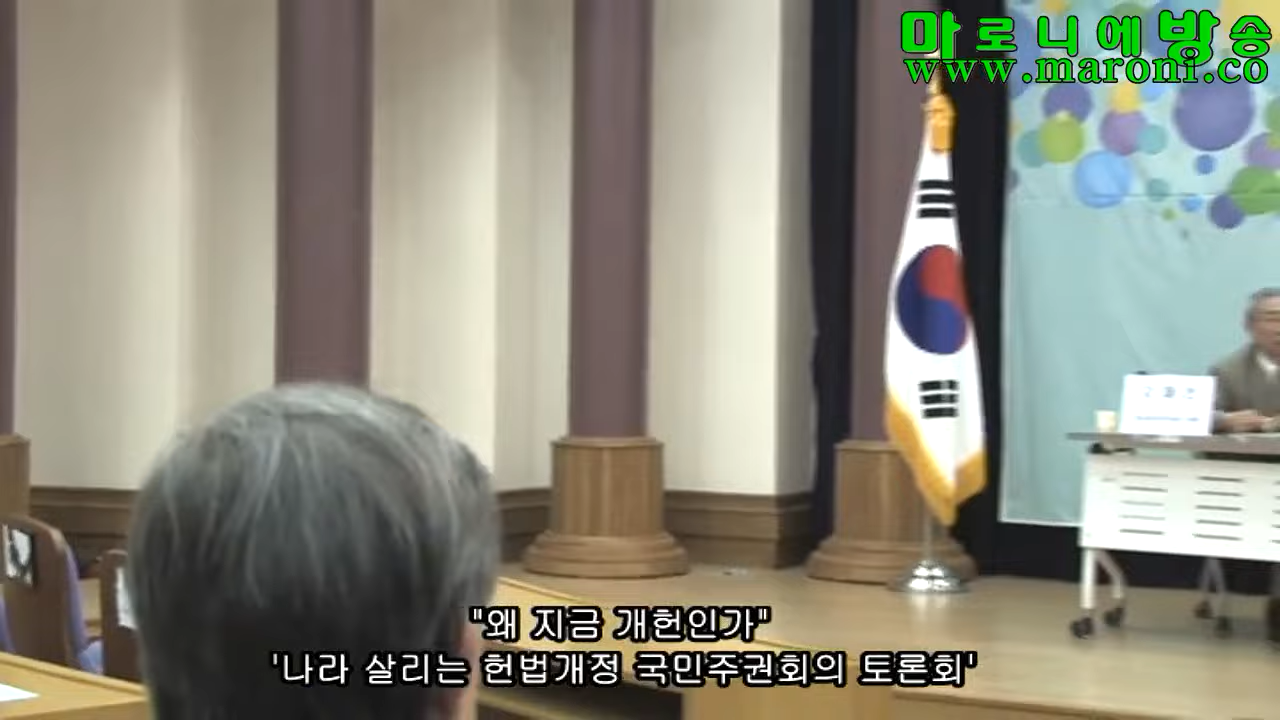 마로니에방송
www.maroni.co
"왜 지금 개헌인가"
'나라 살리는 헌법개정 국민주권회의 토론회'